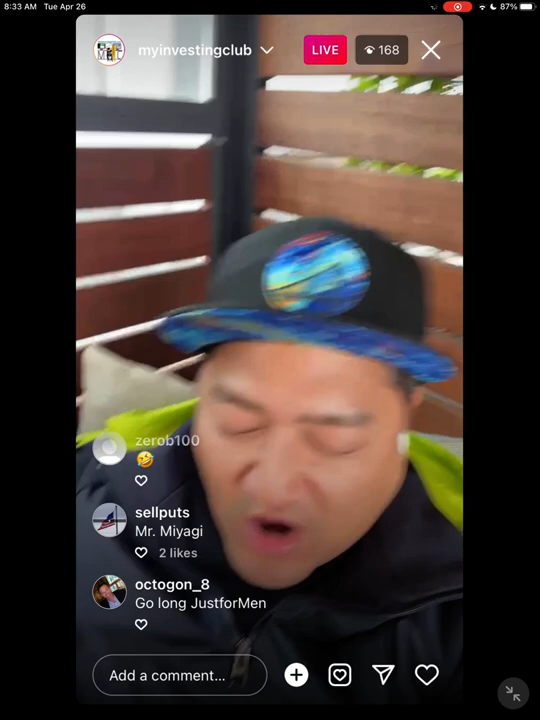 8:33 AM Tue Apr 26
87%
myinvestingclub
LIVE
168
zerob100
🤣
sellputs
Mr. Miyagi
2 likes
octogon_8
Go long JustforMen
Add a comment...